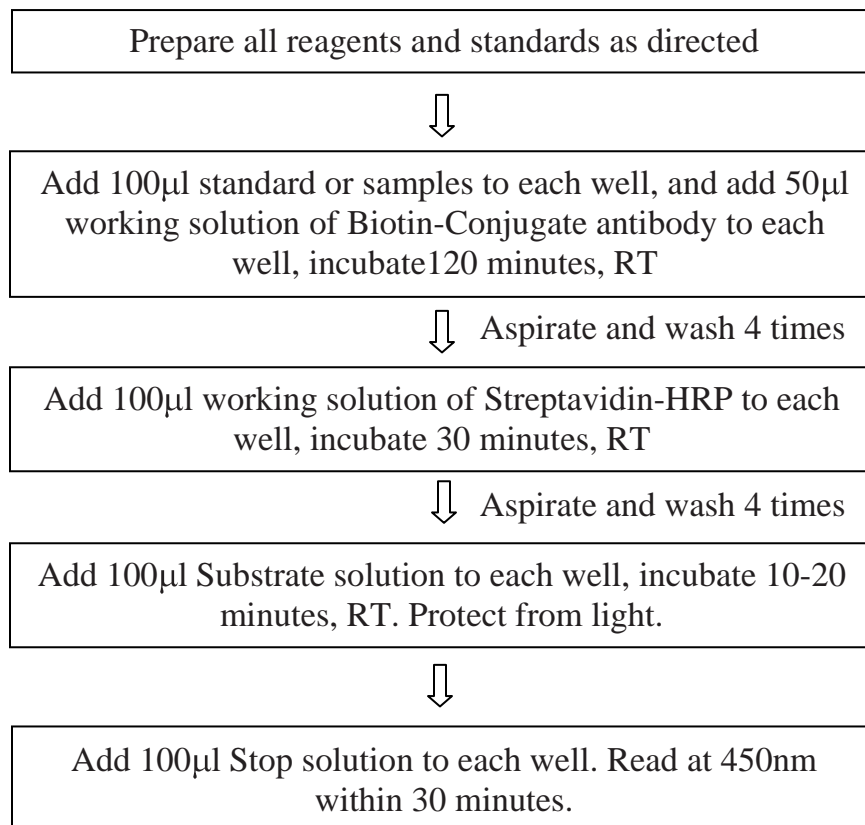 Prepare all reagents and standards as directed
Add 100μl standard or samples to each well, and add 50μl
working solution of Biotin-Conjugate antibody to each
well, incubate120 minutes, RT
Aspirate and wash 4 times
Add 100μl working solution of Streptavidin-HRP to each
well, incubate 30 minutes, RT
Aspirate and wash 4 times
Add 100μl Substrate solution to each well, incubate 10-20
minutes, RT. Protect from light.
Add 100μl Stop solution to each well. Read at 450nm
within 30 minutes.